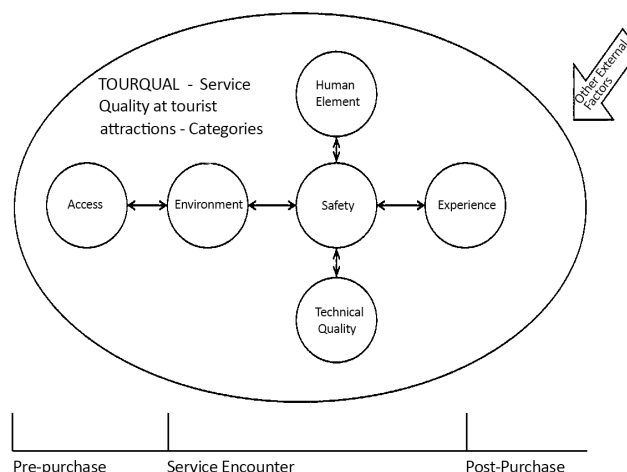 TOURQUAL - Service
Quality at tourist
attractions - Categories
Human
Element
Other External
Factors
Access
Environment
Safety
Experience
Technical
Quality
Pre-purchase
Service Encounter
Post-Purchase